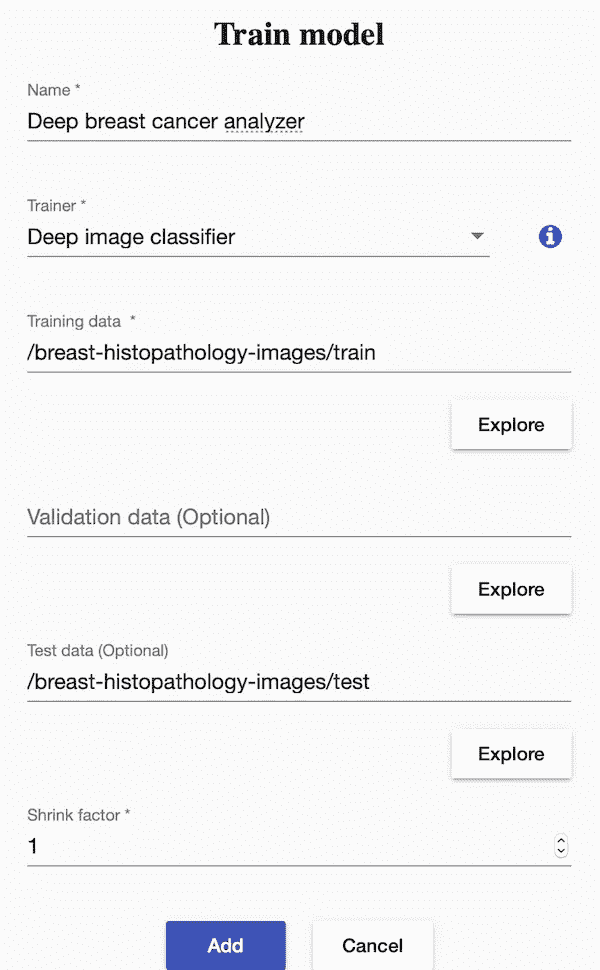 Train model
Name *
Deep breast cancer analyzer
Trainer *
Deep image classifier
Training data *
/breast-histopathology-images/train
Explore
Validation data (Optional)
Explore
Test data (Optional)
/breast-histopathology-images/test
Explore
Shrink factor *
1
Add Cancel